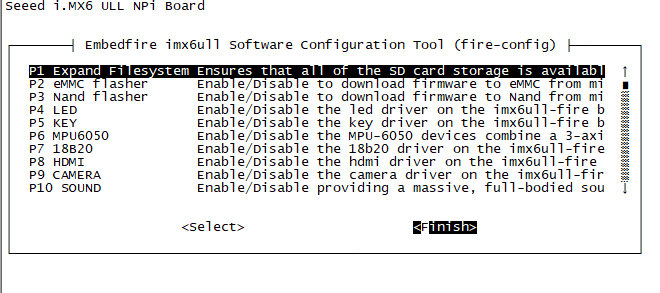 Seeed i.MX6 ULL NPi Board
Embedfire imx6ull Software Configuration Tool (fire-config)
P1 Expand Filesystem Ensures that all of the SD card storage is availabl
P2 eMMC flasher Enable/Disable to download firmware to eMMC from mi
P3 Nand flasher Enable/Disable to download firmware to Nand from mi
P4 LED Enable/Disable the led driver on the imx6ull-fire b
P5 KEY Enable/Disable the key driver on the imx6ull-fire b
P6 MPU6050 Enable/Disable the MPU-6050 devices combine a 3-axi
P7 18B20 Enable/Disable the 18b20 driver on the imx6ull-fire
P8 HDMI Enable/Disable the hdmi driver on the imx6ull-fire
P9 CAMERA Enable/Disable the camera driver on the imx6ull-fir
P10 SOUND Enable/Disable providing a massive, full-bodied sou
<Select> <Finish>